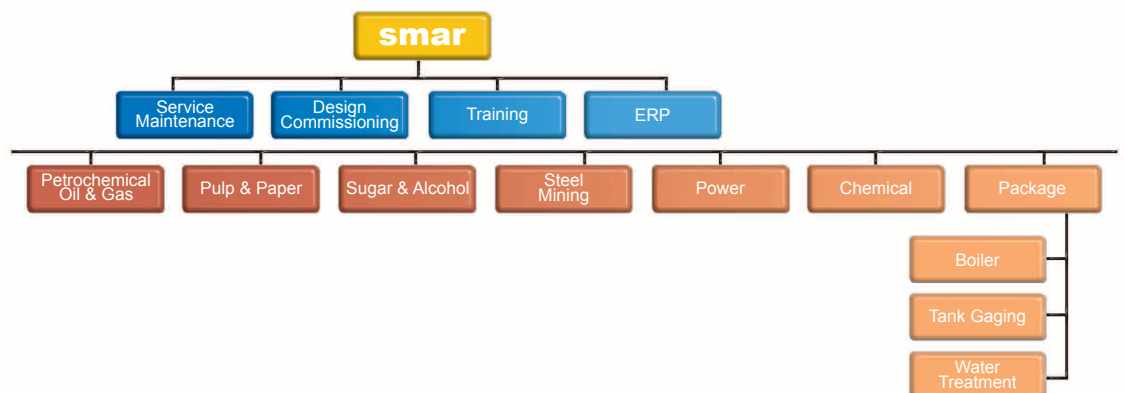 smar
Service
Maintenance
Design
Commissioning
Training
ERP
Petrochemical
Oil & Gas
Pulp & Paper
Sugar & Alcohol
Steel
Mining
Power
Chemical
Package
Boiler
Tank Gaging
Water
Treatment